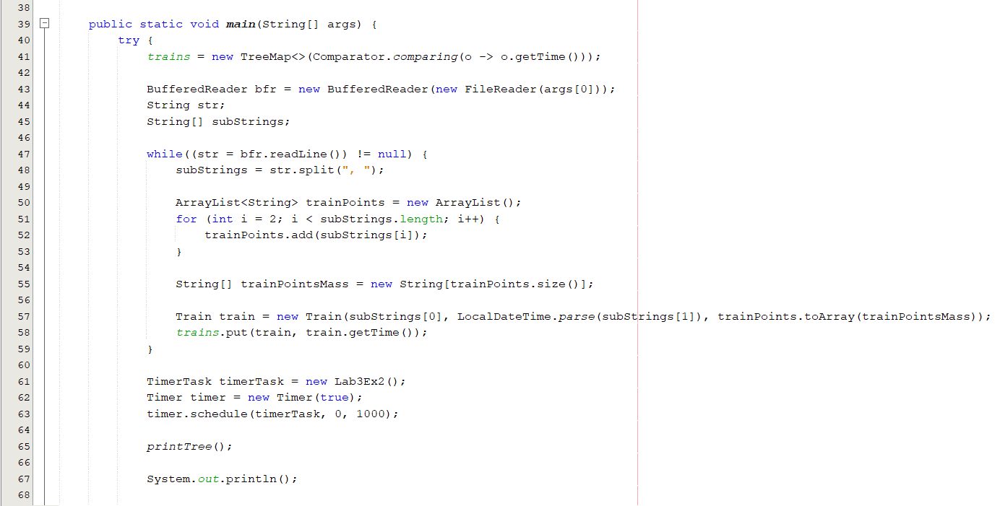 38
39 public static void main(String[] args) {
40 try {
41 trains = new TreeMap<>(Comparator.comparing(o -> o.getTime()));
42
43 BufferedReader bfr = new BufferedReader(new FileReader(args[0]));
44 String str;
45 String[] subStrings;
46
47 while((str = bfr.readLine()) != null) {
48 subStrings = str.split(", ");
49
50 ArrayList<String> trainPoints = new ArrayList();
51 for (int i = 2; i < subStrings.length; i++) {
52 trainPoints.add(subStrings[i]);
53 }
54
55 String[] trainPointsMass = new String[trainPoints.size()];
56
57 Train train = new Train(subStrings[0], LocalDateTime.parse(subStrings[1]), trainPoints.toArray(trainPointsMass));
58 trains.put(train, train.getTime());
59 }
60
61 TimerTask timerTask = new Lab3Ex2();
62 Timer timer = new Timer(true);
63 timer.schedule(timerTask, 0, 1000);
64
65 printTree();
66
67 System.out.println();
68